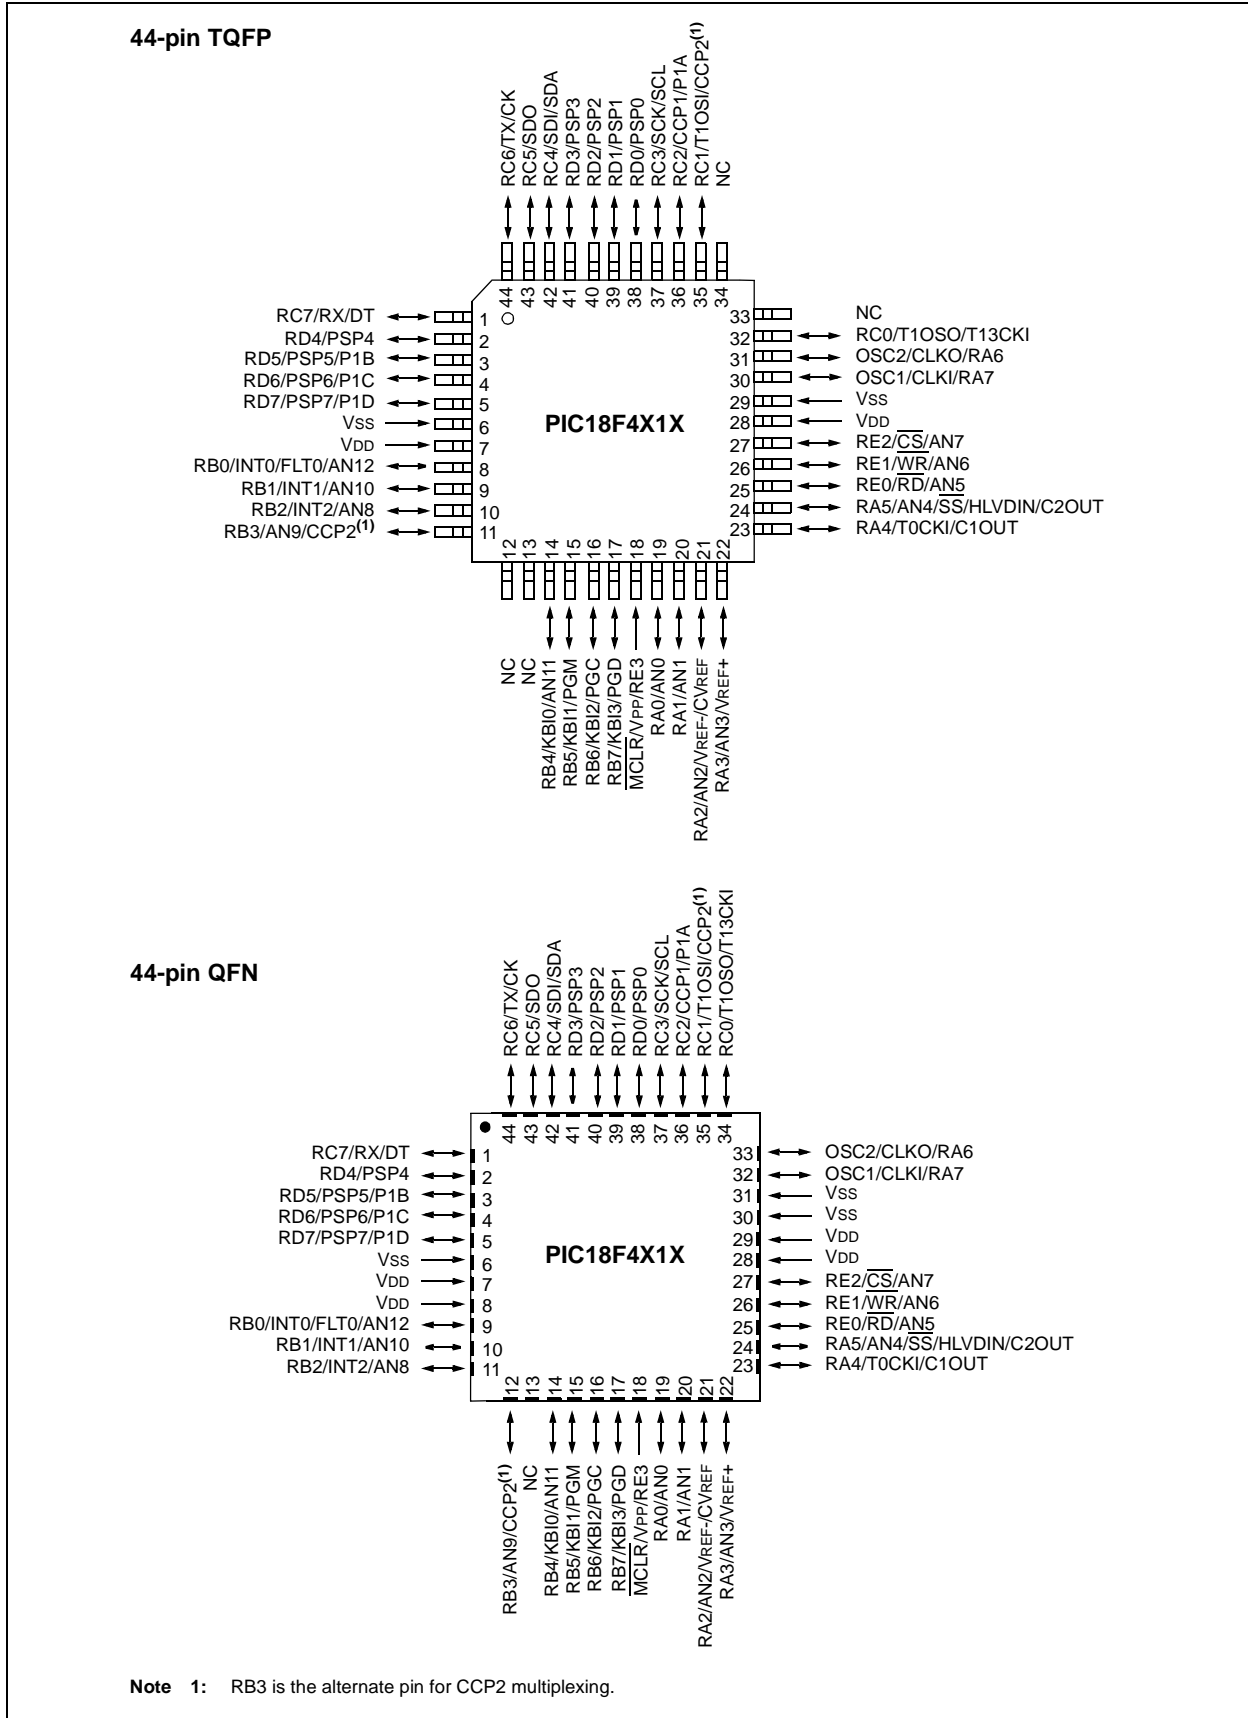 44-pin TQFP
RC6/TX/CK
RC5/SDO
RC4/SDI/SDA
RD3/PSP3
RD2/PSP2
RD1/PSP1
RD0/PSP0
RC3/SCK/SCL
RC2/CCP1/P1A
RC1/T1OSI/CCP2(1)
NC
44
43
42
41
40
39
38
37
36
35
34
RC7/RX/DT 1
RD4/PSP4 2
RD5/PSP5/P1B 3
RD6/PSP6/P1C 4
RD7/PSP7/P1D 5
VSS 6
VDD 7
RB0/INT0/FLT0/AN12 8
RB1/INT1/AN10 9
RB2/INT2/AN8 10
RB3/AN9/CCP2(1) 11
PIC18F4X1X
33 NC
32 RC0/T1OSO/T13CKI
31 OSC2/CLKO/RA6
30 OSC1/CLKI/RA7
29 VSS
28 VDD
27 RE2/CS/AN7
26 RE1/WR/AN6
25 RE0/RD/AN5
24 RA5/AN4/SS/HLVDIN/C2OUT
23 RA4/T0CKI/C1OUT
12
13
14
15
16
17
18
19
20
21
22
NC
NC
RB4/KBI0/AN11
RB5/KBI1/PGM
RB6/KBI2/PGC
RB7/KBI3/PGD
MCLR/VPP/RE3
RA0/AN0
RA1/AN1
RA2/AN2/VREF-/CVREF
RA3/AN3/VREF+
44-pin QFN
RC6/TX/CK
RC5/SDO
RC4/SDI/SDA
RD3/PSP3
RD2/PSP2
RD1/PSP1
RD0/PSP0
RC3/SCK/SCL
RC2/CCP1/P1A
RC1/T1OSI/CCP2(1)
RC0/T1OSO/T13CKI
44
43
42
41
40
39
38
37
36
35
34
RC7/RX/DT 1
RD4/PSP4 2
RD5/PSP5/P1B 3
RD6/PSP6/P1C 4
RD7/PSP7/P1D 5
VSS 6
VDD 7
VDD 8
RB0/INT0/FLT0/AN12 9
RB1/INT1/AN10 10
RB2/INT2/AN8 11
PIC18F4X1X
33 OSC2/CLKO/RA6
32 OSC1/CLKI/RA7
31 VSS
30 VSS
29 VDD
28 VDD
27 RE2/CS/AN7
26 RE1/WR/AN6
25 RE0/RD/AN5
24 RA5/AN4/SS/HLVDIN/C2OUT
23 RA4/T0CKI/C1OUT
12
13
14
15
16
17
18
19
20
21
22
RB3/AN9/CCP2(1)
NC
RB4/KBI0/AN11
RB5/KBI1/PGM
RB6/KBI2/PGC
RB7/KBI3/PGD
MCLR/VPP/RE3
RA0/AN0
RA1/AN1
RA2/AN2/VREF-/CVREF
RA3/AN3/VREF+
Note 1: RB3 is the alternate pin for CCP2 multiplexing.